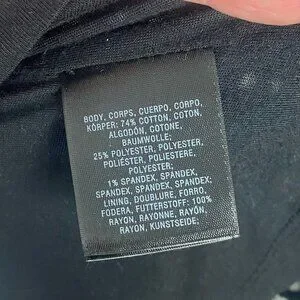 BODY, CORPS, CUERPO, CORPO,
KÖRPER: 74% COTTON, COTON,
ALGODÓN, COTONE,
BAUMWOLLE;
25% POLYESTER, POLYESTER,
POLIÉSTER, POLIESTERE,
POLYESTER;
1% SPANDEX, SPANDEX,
SPANDEX, SPANDEX, SPANDEX;
LINING, DOUBLURE, FORRO,
FODERA, FUTTERSTOFF: 100%
RAYON, RAYONNE, RAYÓN,
RAYON, KUNSTSEIDE;